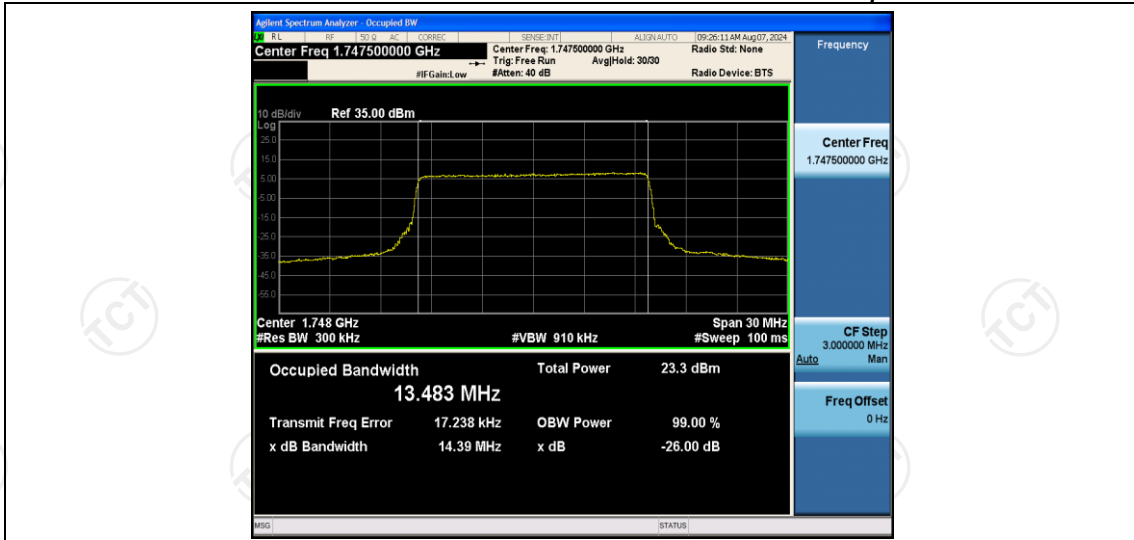 Agilent Spectrum Analyzer - Occupied BW
LXI RL RF 50 Ω AC CORREC SENSE:INT ALIGN AUTO 09:26:11 AM Aug 07, 2024
Center Freq 1.747500000 GHz
Center Freq: 1.747500000 GHz
Radio Std: None
Trig: Free Run Avg|Hold: 30/30
#IFGain:Low #Atten: 40 dB Radio Device: BTS
10 dB/div Ref 35.00 dBm
Log
25.0
15.0
5.00
-5.00
-15.0
-25.0
-35.0
-45.0
-55.0
Center 1.748 GHz Span 30 MHz
#Res BW 300 kHz #VBW 910 kHz #Sweep 100 ms
Occupied Bandwidth Total Power 23.3 dBm
13.483 MHz
Transmit Freq Error 17.238 kHz OBW Power 99.00 %
x dB Bandwidth 14.39 MHz x dB -26.00 dB
MSG STATUS
Frequency
Center Freq
1.747500000 GHz
CF Step
3.000000 MHz
Auto Man
Freq Offset
0 Hz
TCT
TCT
TCT
TCT
TCT
TCT